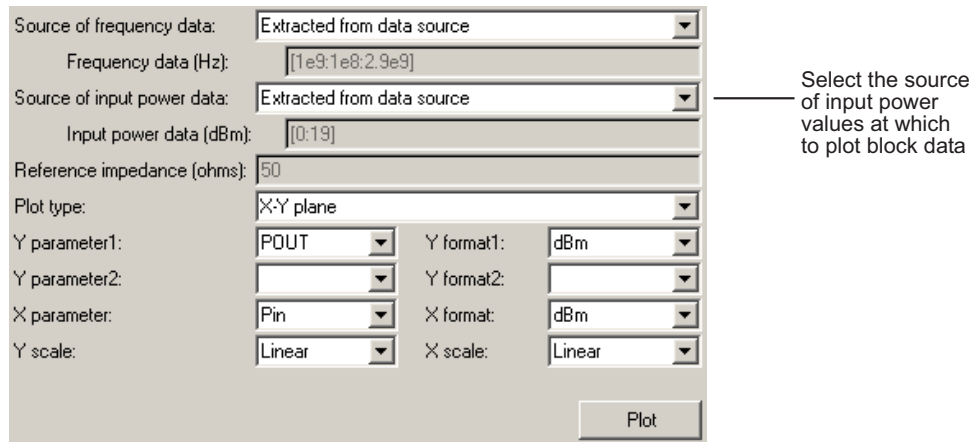 Source of frequency data: Extracted from data source
Frequency data (Hz): [1e9:1e8:2.9e9]
Source of input power data: Extracted from data source
Input power data (dBm): [0:19]
Reference impedance (ohms): 50
Plot type: X-Y plane
Y parameter1: POUT Y format1: dBm
Y parameter2: Y format2:
X parameter: Pin X format: dBm
Y scale: Linear X scale: Linear
Plot
Select the source
of input power
values at which
to plot block data